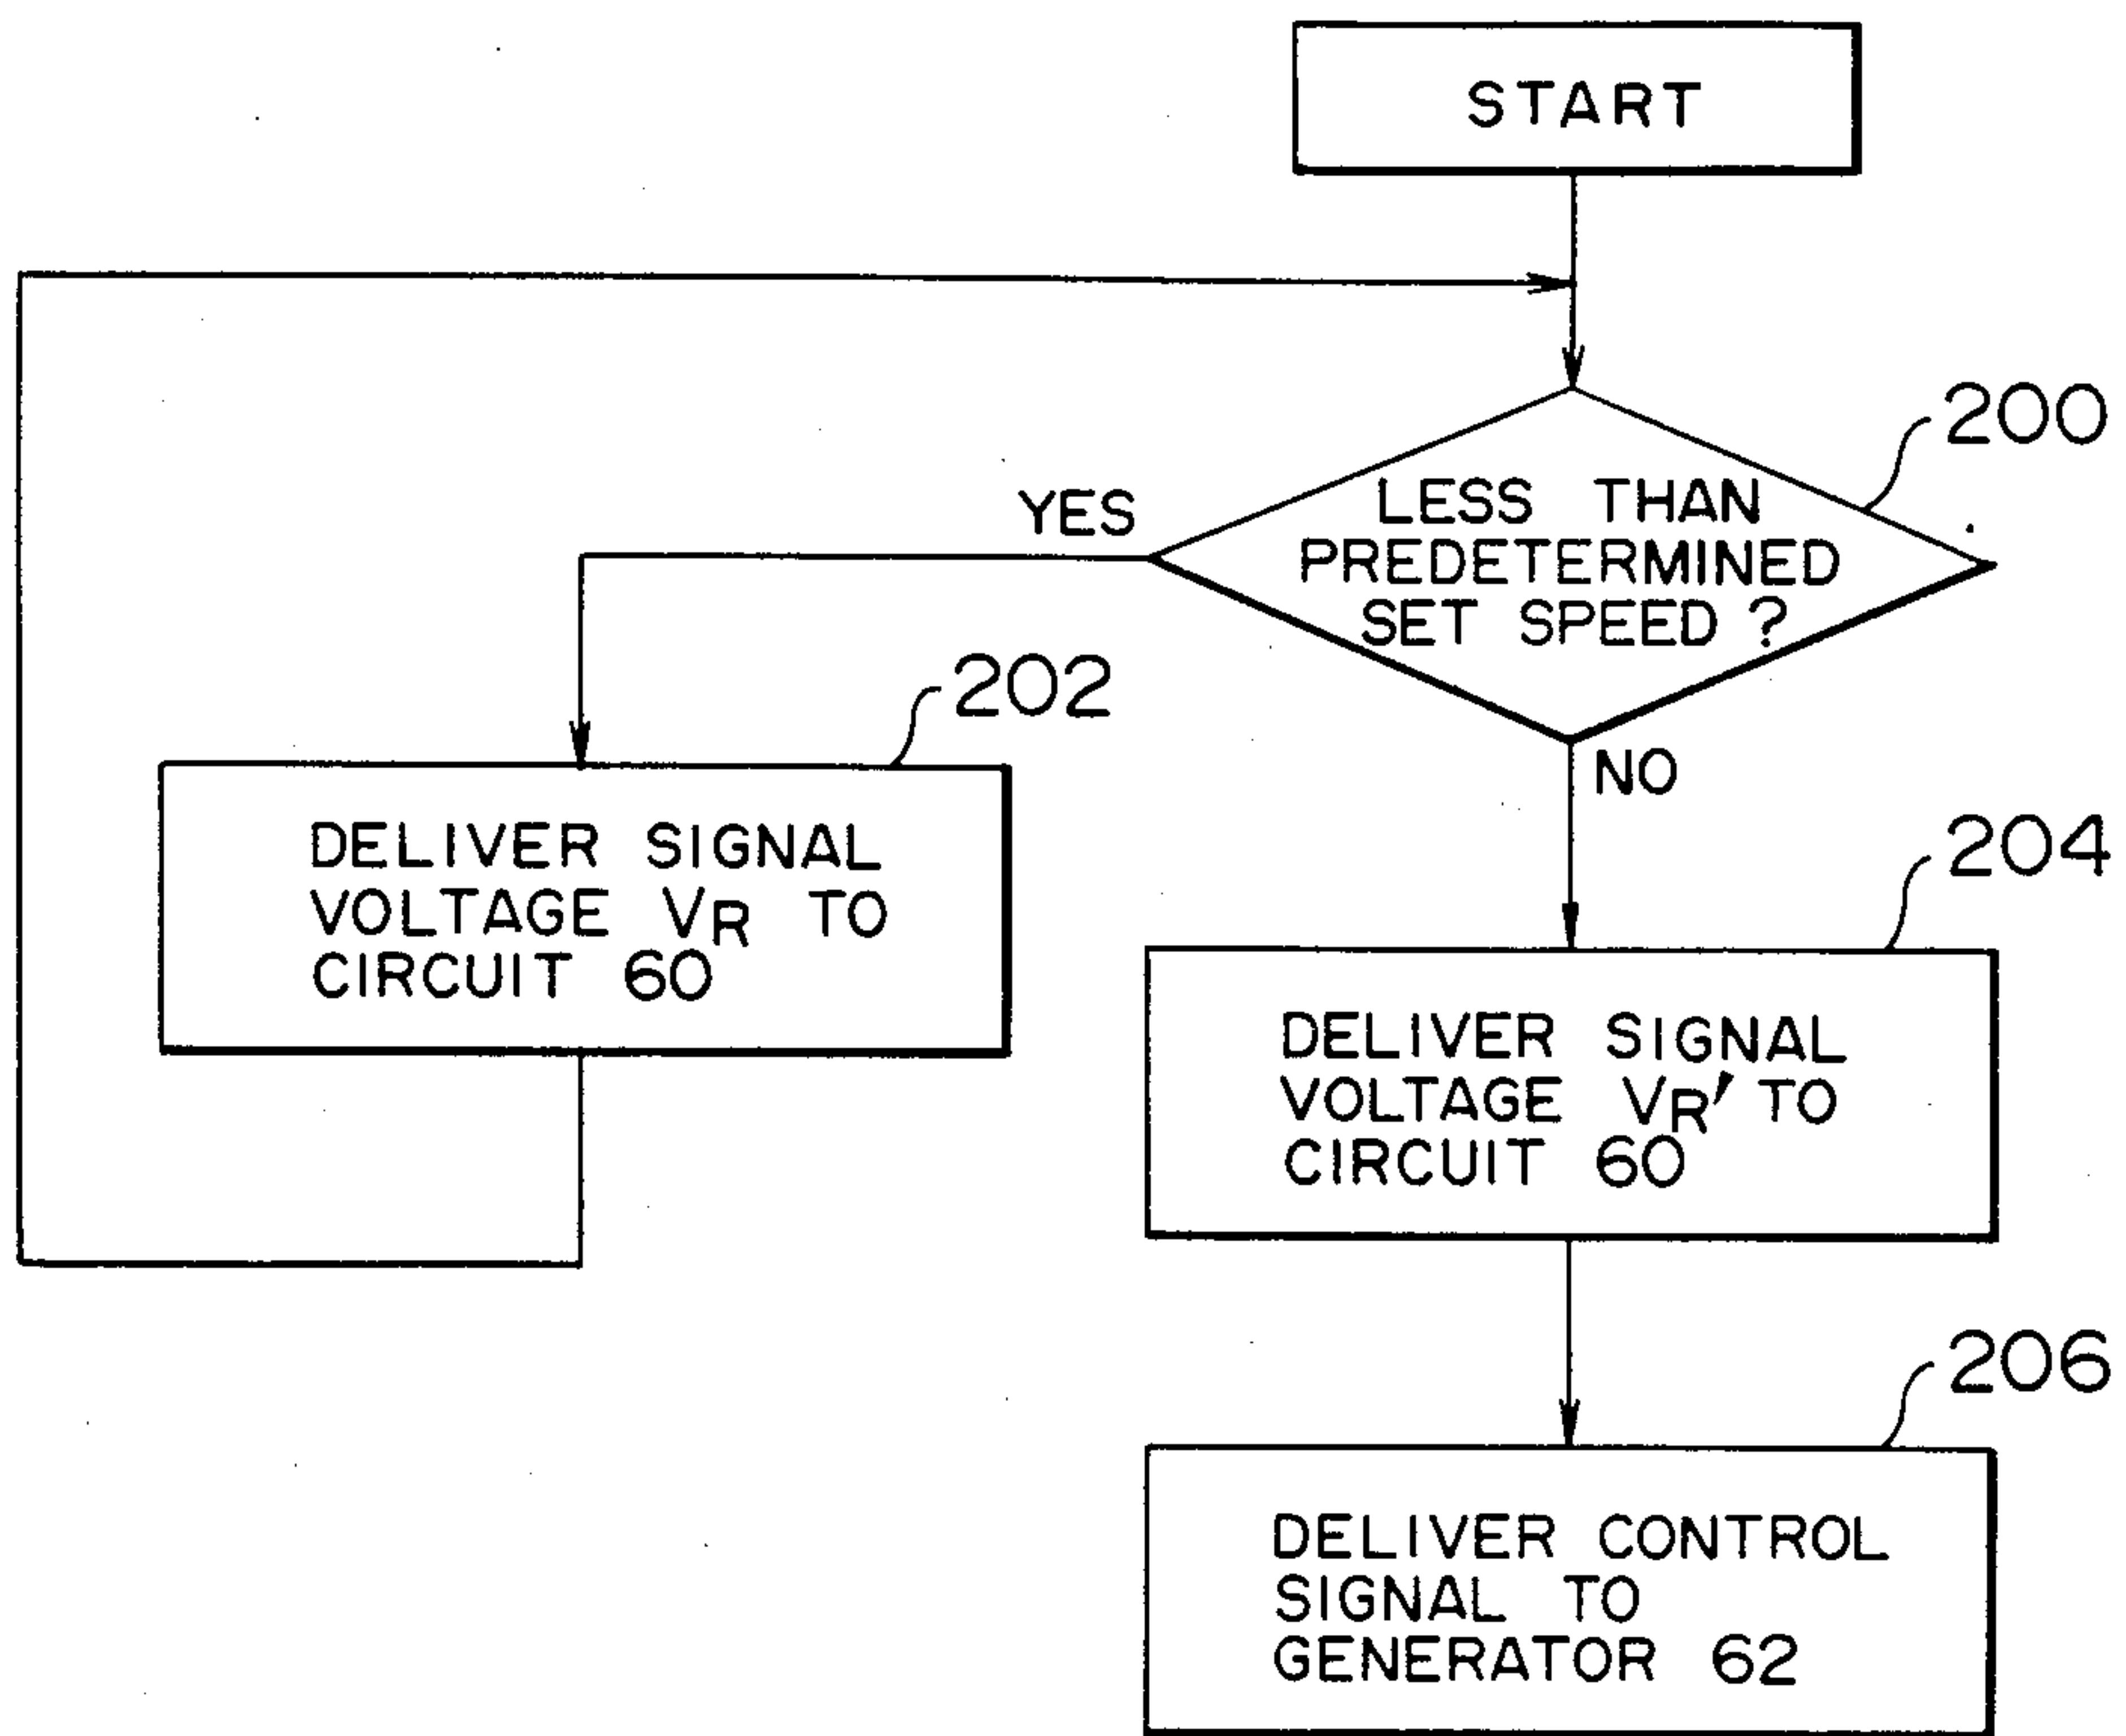 START
200
LESS THAN
PREDETERMINED
SET SPEED ?
YES
NO
202
DELIVER SIGNAL
VOLTAGE VR TO
CIRCUIT 60
204
DELIVER SIGNAL
VOLTAGE VR' TO
CIRCUIT 60
206
DELIVER CONTROL
SIGNAL TO
GENERATOR 62